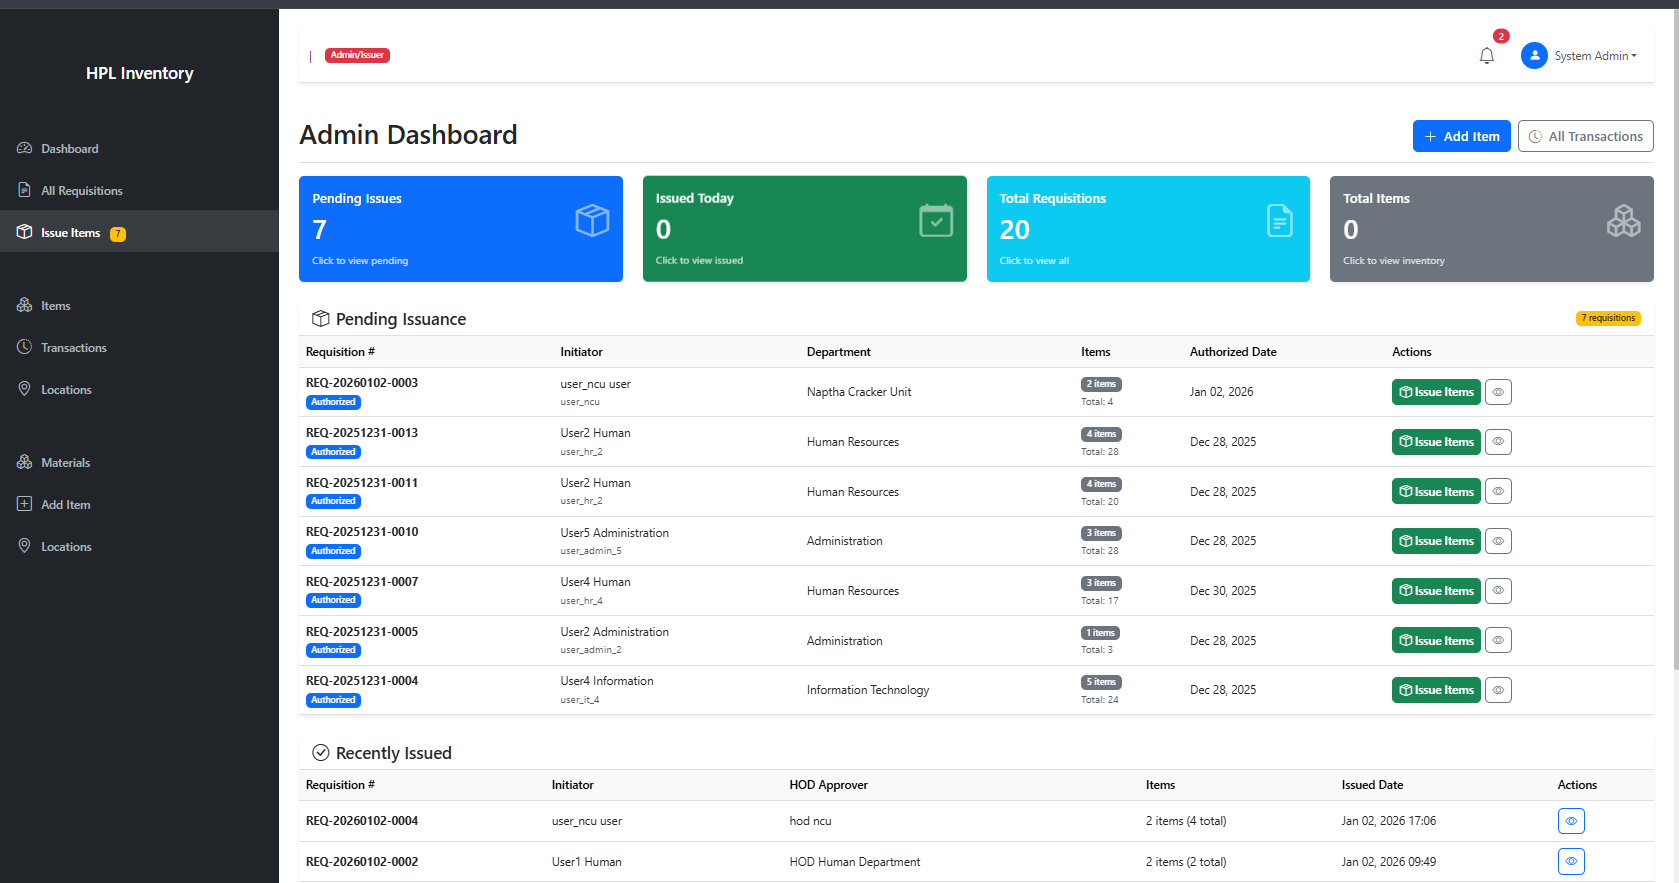 HPL Inventory
Dashboard
All Requisitions
Issue Items 7
Items
Transactions
Locations
Materials
Add Item
Locations
| Admin/Issuer
2
System Admin
Admin Dashboard
+ Add Item
All Transactions
Pending Issues
7
Click to view pending
Issued Today
0
Click to view issued
Total Requisitions
20
Click to view all
Total Items
0
Click to view inventory
Pending Issuance
7 requisitions
Requisition # Initiator Department Items Authorized Date Actions
REQ-20260102-0003 user_ncu user Naptha Cracker Unit 2 items Jan 02, 2026 Issue Items
Authorized user_ncu Total: 4
REQ-20251231-0013 User2 Human Human Resources 4 items Dec 28, 2025 Issue Items
Authorized user_hr_2 Total: 28
REQ-20251231-0011 User2 Human Human Resources 4 items Dec 28, 2025 Issue Items
Authorized user_hr_2 Total: 20
REQ-20251231-0010 User5 Administration Administration 3 items Dec 28, 2025 Issue Items
Authorized user_admin_5 Total: 28
REQ-20251231-0007 User4 Human Human Resources 3 items Dec 30, 2025 Issue Items
Authorized user_hr_4 Total: 17
REQ-20251231-0005 User2 Administration Administration 1 items Dec 28, 2025 Issue Items
Authorized user_admin_2 Total: 3
REQ-20251231-0004 User4 Information Information Technology 5 items Dec 28, 2025 Issue Items
Authorized user_it_4 Total: 24
Recently Issued
Requisition # Initiator HOD Approver Items Issued Date Actions
REQ-20260102-0004 user_ncu user hod ncu 2 items (4 total) Jan 02, 2026 17:06
REQ-20260102-0002 User1 Human HOD Human Department 2 items (2 total) Jan 02, 2026 09:49